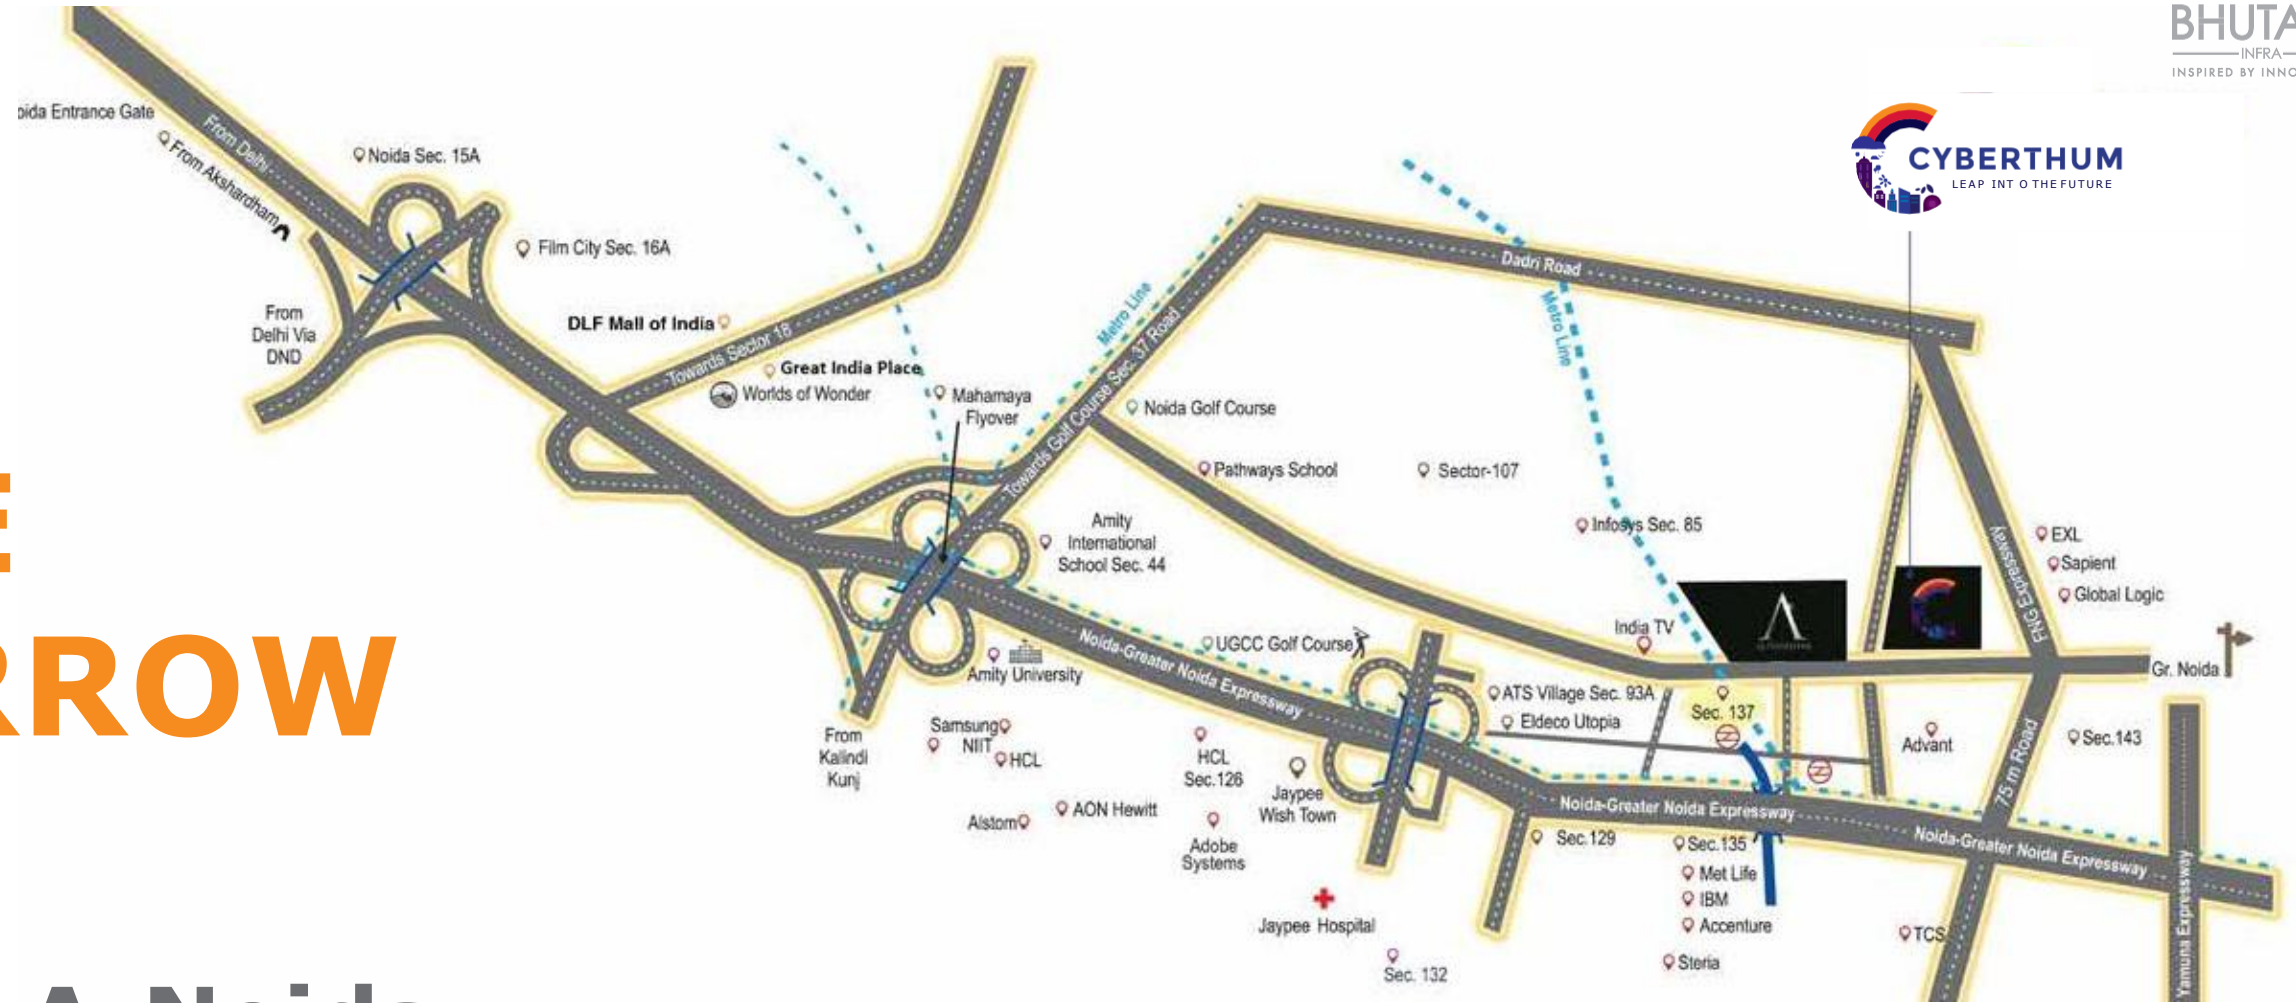 BHUTA
INFRA
INSPIRED BY INNO
CYBERTHUM
LEAP INT O THE FUTURE
oida Entrance Gate
From Akshardham
From Delhi
Noida Sec. 15A
Film City Sec. 16A
From
Delhi Via
DND
DLF Mall of India
Towards Sector 18
Great India Place
Worlds of Wonder
Mahamaya
Flyover
Metro Line
Towards Golf Course Sec. 37 Road
Dadri Road
Metro Line
Noida Golf Course
Pathways School
Sector-107
Amity
International
School Sec. 44
Infosys Sec. 85
FNG Expressway
EXL
Sapient
Global Logic
India TV
UGCC Golf Course
Noida-Greater Noida Expressway
Amity University
ATS Village Sec. 93A
Eldeco Utopia
Sec. 137
Gr. Noida
Advant
75 m Road
Sec.143
From
Kalindi
Kunj
Samsung
NIIT
HCL
HCL
Sec.126
Jaypee
Wish Town
Alstom
AON Hewitt
Adobe
Systems
Noida-Greater Noida Expressway
Noida-Greater Noida Expressway
Sec.129
Sec.135
Met Life
IBM
Accenture
Steria
TCS
Yamuna Expressway
Jaypee Hospital
Sec. 132
E
RROW
A Noida